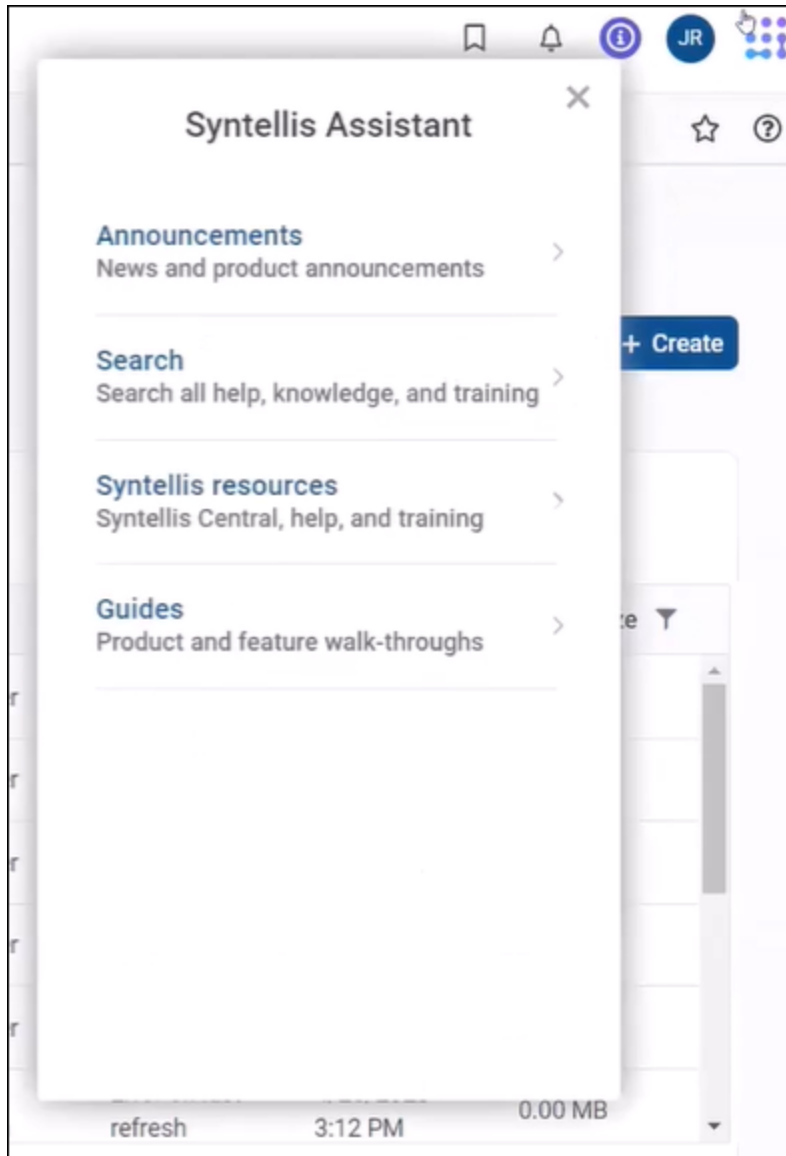 JR
Syntellis Assistant
Announcements
News and product announcements
+ Create
Search
Search all help, knowledge, and training
Syntellis resources
Syntellis Central, help, and training
Guides
Product and feature walk-throughs
refresh
3:12 PM
0.00 MB